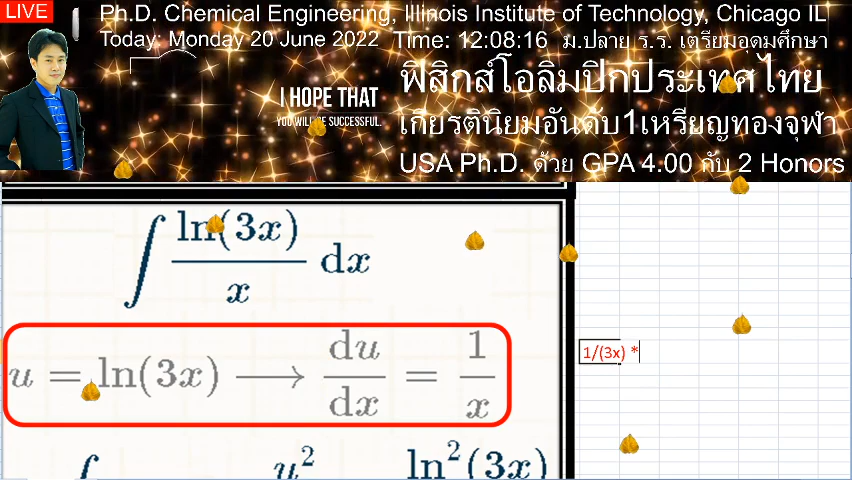 LIVE
Ph.D. Chemical Engineering, Illinois Institute of Technology, Chicago IL
Today: Monday 20 June 2022 Time: 12:08:16 ม.ปลาย ร.ร. เตรียมอุดมศึกษา
I HOPE THAT
YOU WILL BE SUCCESSFUL.
ฟิสิกส์โอลิมปิกประเทศไทย
เกียรตินิยมอันดับ1เหรียญทองจุฬา
USA Ph.D. ด้วย GPA 4.00 กับ 2 Honors
∫ ln(3x)/x dx
u = ln(3x) ⟶ du/dx = 1/x
1/(3x) *
∫ u² ln²(3x)